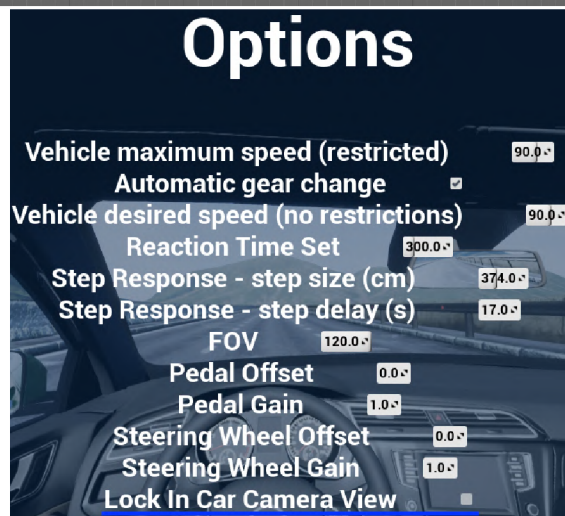 Options
Vehicle maximum speed (restricted) 90.0
Automatic gear change
Vehicle desired speed (no restrictions) 90.0
Reaction Time Set 300.0
Step Response - step size (cm) 374.0
Step Response - step delay (s) 17.0
FOV 120.0
Pedal Offset 0.0
Pedal Gain 1.0
Steering Wheel Offset 0.0
Steering Wheel Gain 1.0
Lock In Car Camera View